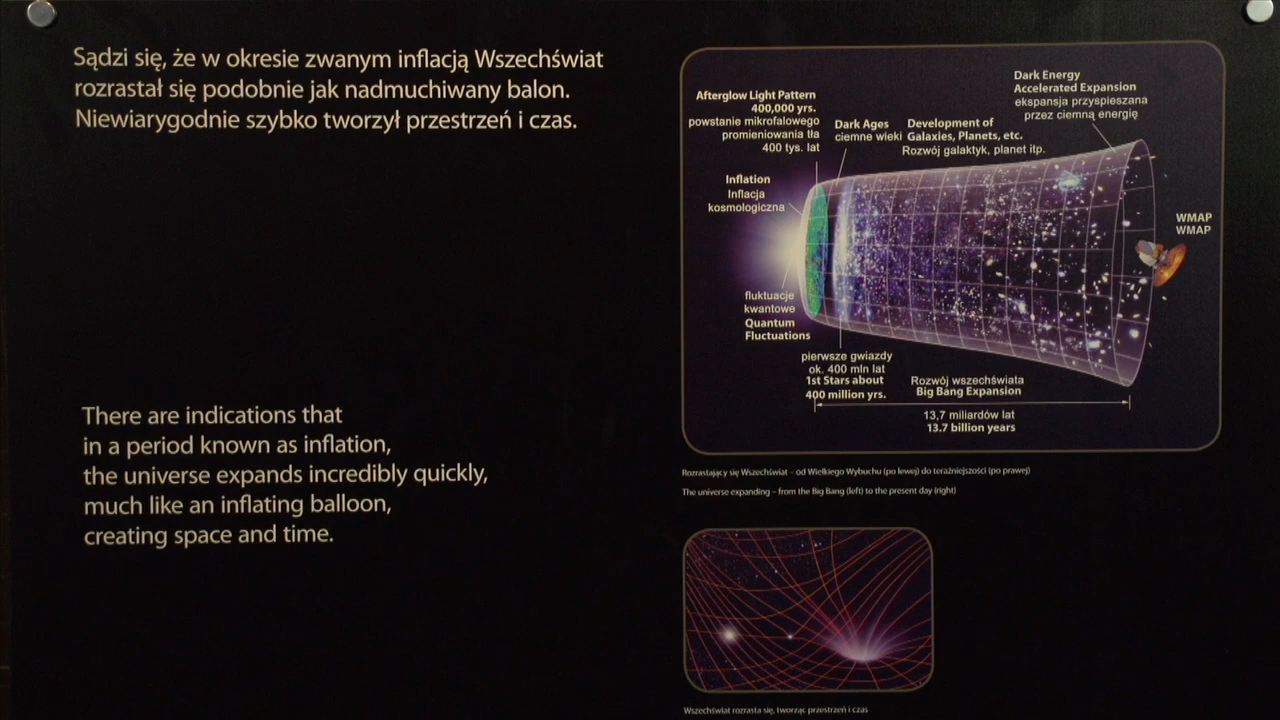 Sądzi się, że w okresie zwanym inflacją Wszechświat
rozrastał się podobnie jak nadmuchiwany balon.
Niewiarygodnie szybko tworzył przestrzeń i czas.
There are indications that
in a period known as inflation,
the universe expands incredibly quickly,
much like an inflating balloon,
creating space and time.
Afterglow Light Pattern
400,000 yrs.
powstanie mikrofalowego
promieniowania tła
400 tys. lat
Dark Ages
ciemne wieki
Development of
Galaxies, Planets, etc.
Rozwój galaktyk, planet itp.
Dark Energy
Accelerated Expansion
ekspansja przyspieszana
przez ciemną energię
Inflation
Inflacja
kosmologiczna
WMAP
WMAP
fluktuacje
kwantowe
Quantum
Fluctuations
pierwsze gwiazdy
ok. 400 mln lat
1st Stars about
400 million yrs.
Rozwój wszechświata
Big Bang Expansion
13,7 miliardów lat
13.7 billion years
Rozrastający się Wszechświat – od Wielkiego Wybuchu (po lewej) do teraźniejszości (po prawej)
The universe expanding – from the Big Bang (left) to the present day (right)
Wszechświat rozrasta się, tworząc przestrzeń i czas